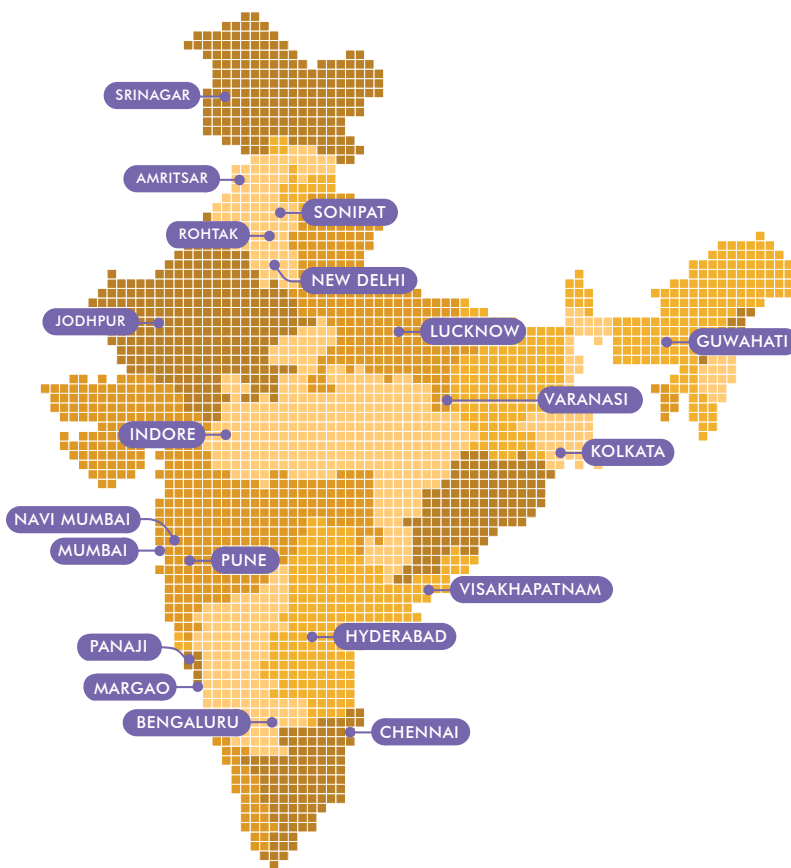 SRINAGAR
AMRITSAR
SONIPAT
ROHTAK
NEW DELHI
JODHPUR
LUCKNOW
GUWAHATI
VARANASI
INDORE
KOLKATA
NAVI MUMBAI
MUMBAI
PUNE
VISAKHAPATNAM
HYDERABAD
PANAJI
MARGAO
BENGALURU
CHENNAI